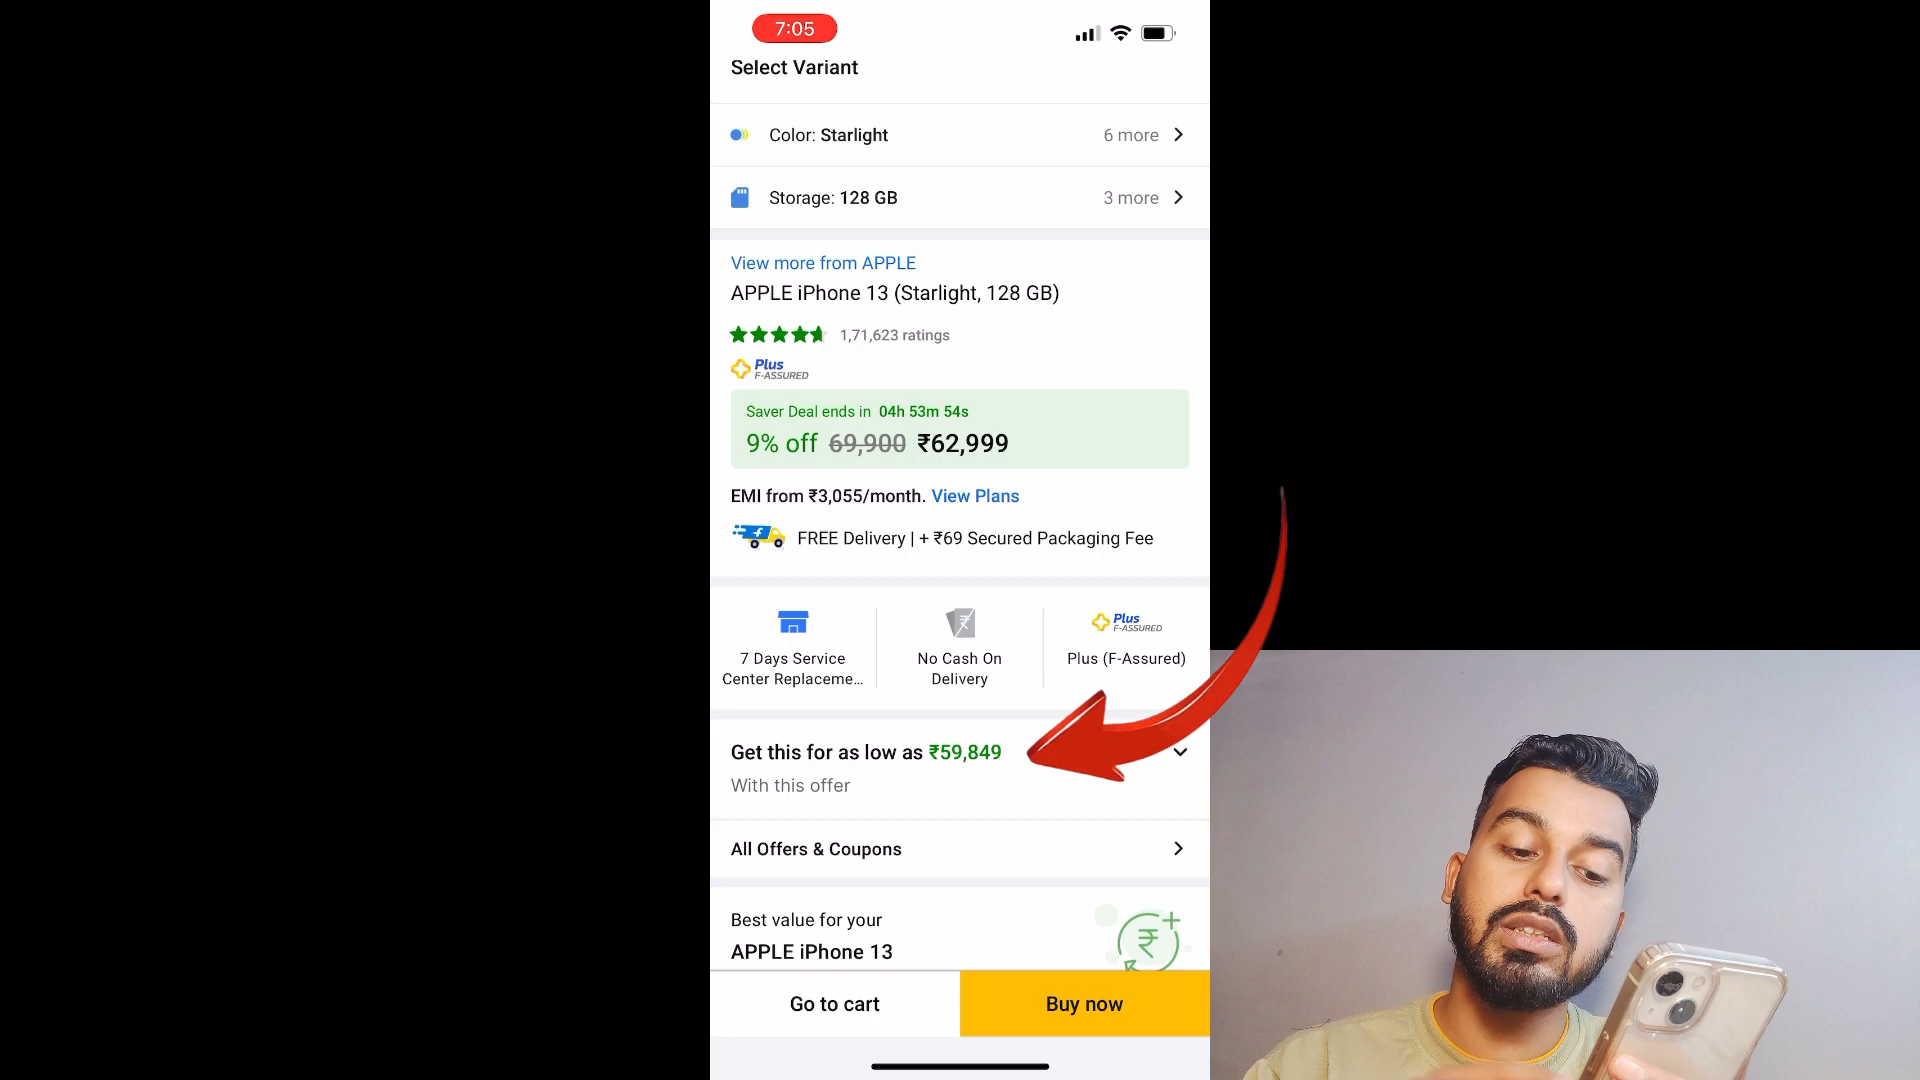 7:05
Select Variant
Color: Starlight
6 more
Storage: 128 GB
3 more
View more from APPLE
APPLE iPhone 13 (Starlight, 128 GB)
1,71,623 ratings
Plus
F-ASSURED
Saver Deal ends in 04h 53m 54s
9% off 69,900 ₹62,999
EMI from ₹3,055/month. View Plans
FREE Delivery | + ₹69 Secured Packaging Fee
7 Days Service
Center Replaceme...
No Cash On
Delivery
Plus
F-ASSURED
Plus (F-Assured)
Get this for as low as ₹59,849
With this offer
All Offers & Coupons
Best value for your
APPLE iPhone 13
Go to cart
Buy now